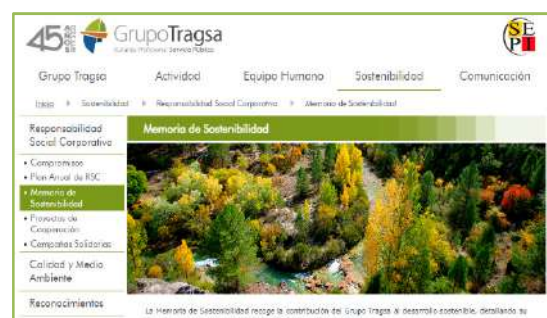 45
GrupoTragsa
SEPI
Grupo Tragsa Actividad Equipo Humano Sostenibilidad Comunicación
Inicio Sostenibilidad Responsabilidad Social Corporativa Memoria de Sostenibilidad
Responsabilidad
Social Corporativa
Memoria de Sostenibilidad
• Compromisos
• Plan Anual de RSC
• Memoria de
Sostenibilidad
• Proyectos de
Cooperación
• Campañas Solidarias
Calidad y Medio
Ambiente
Reconocimientos
La Memoria de Sostenibilidad recoge la contribución del Grupo Tragsa al desarrollo sostenible, detallando su